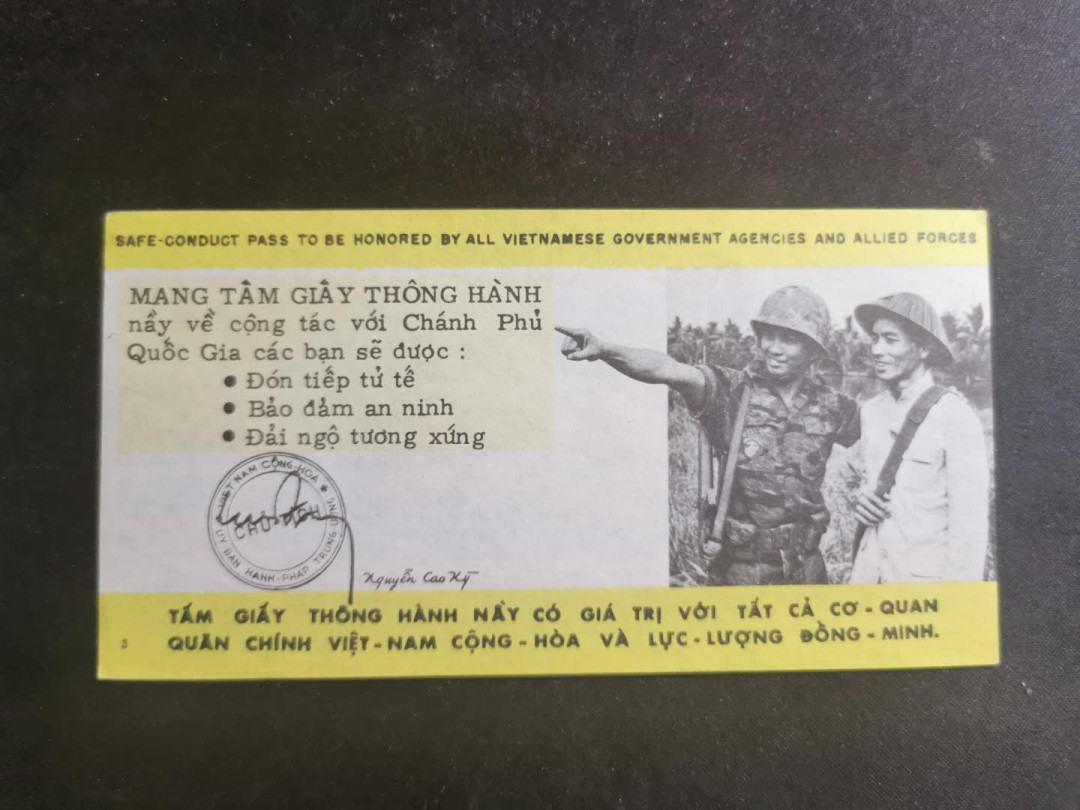 SAFE-CONDUCT PASS TO BE HONORED BY ALL VIETNAMESE GOVERNMENT AGENCIES AND ALLIED FORCES
MANG TẤM GIẤY THÔNG HÀNH
nầy về cộng tác với Chánh Phủ
Quốc Gia các bạn sẽ được :
● Đón tiếp tử tế
● Bảo đảm an ninh
● Đải ngộ tương xứng
VIỆT NAM CỘNG-HÒA
CHỦ TỊCH
ỦY BAN HÀNH-PHÁP TRUNG-ƯƠNG
Nguyễn Cao Kỳ
TẤM GIẤY THÔNG HÀNH NẦY CÓ GIÁ TRỊ VỚI TẤT CẢ CƠ - QUAN
QUÂN CHÍNH VIỆT - NAM CỘNG - HÒA VÀ LỰC - LƯỢNG ĐỒNG - MINH.